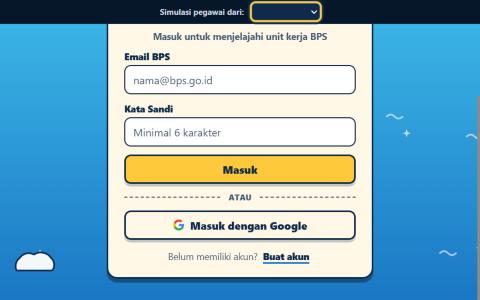 Simulasi pegawai dari:
Masuk untuk menjelajahi unit kerja BPS
Email BPS
nama@bps.go.id
Kata Sandi
Minimal 6 karakter
Masuk
ATAU
Masuk dengan Google
Belum memiliki akun? Buat akun